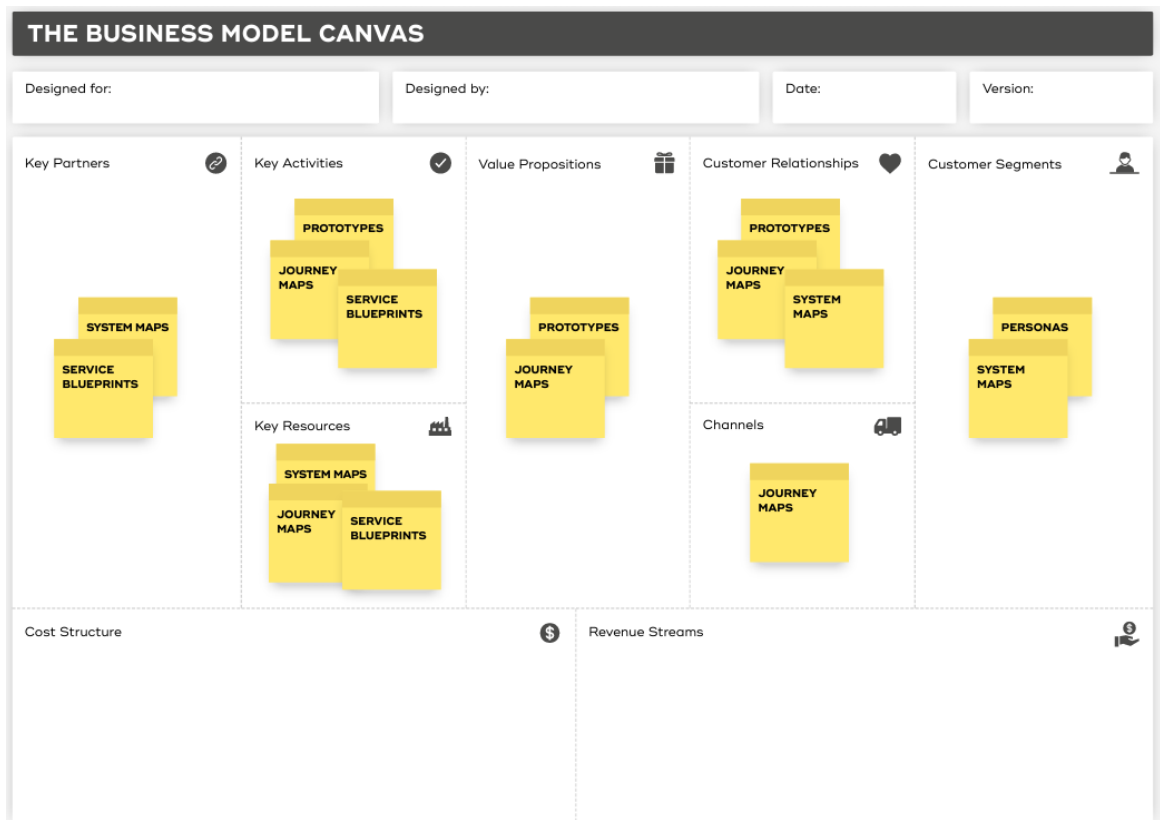 THE BUSINESS MODEL CANVAS
Designed for:
Designed by:
Date:
Version:
Key Partners
SYSTEM MAPS
SERVICE
BLUEPRINTS
Key Activities
PROTOTYPES
JOURNEY
MAPS
SERVICE
BLUEPRINTS
Key Resources
SYSTEM MAPS
JOURNEY
MAPS
SERVICE
BLUEPRINTS
Value Propositions
PROTOTYPES
JOURNEY
MAPS
Customer Relationships
PROTOTYPES
JOURNEY
MAPS
SYSTEM
MAPS
Channels
JOURNEY
MAPS
Customer Segments
PERSONAS
SYSTEM
MAPS
Cost Structure
$
Revenue Streams
$